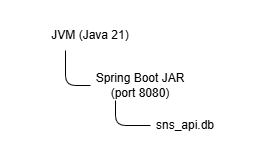 JVM (Java 21)
Spring Boot JAR
(port 8080)
sns_api.db